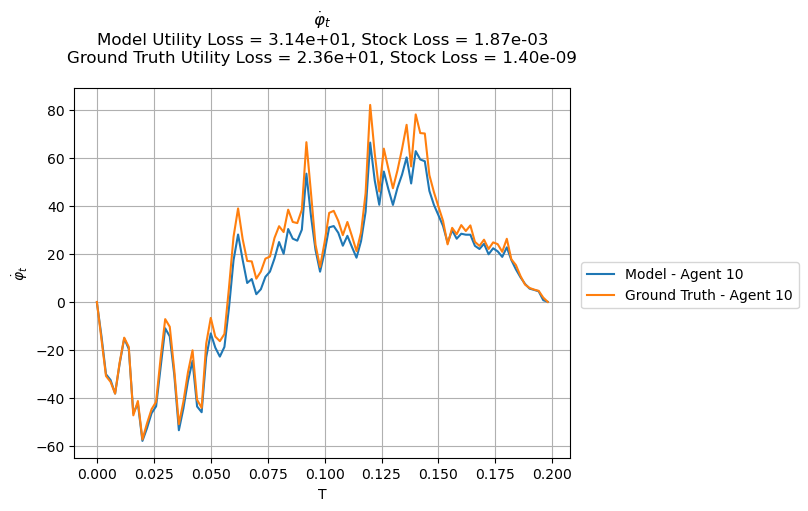 φ̇ₜ
Model Utility Loss = 3.14e+01, Stock Loss = 1.87e-03
Ground Truth Utility Loss = 2.36e+01, Stock Loss = 1.40e-09
φ̇ₜ
80
60
40
20
0
−20
−40
−60
0.000 0.025 0.050 0.075 0.100 0.125 0.150 0.175 0.200
T
Model - Agent 10
Ground Truth - Agent 10